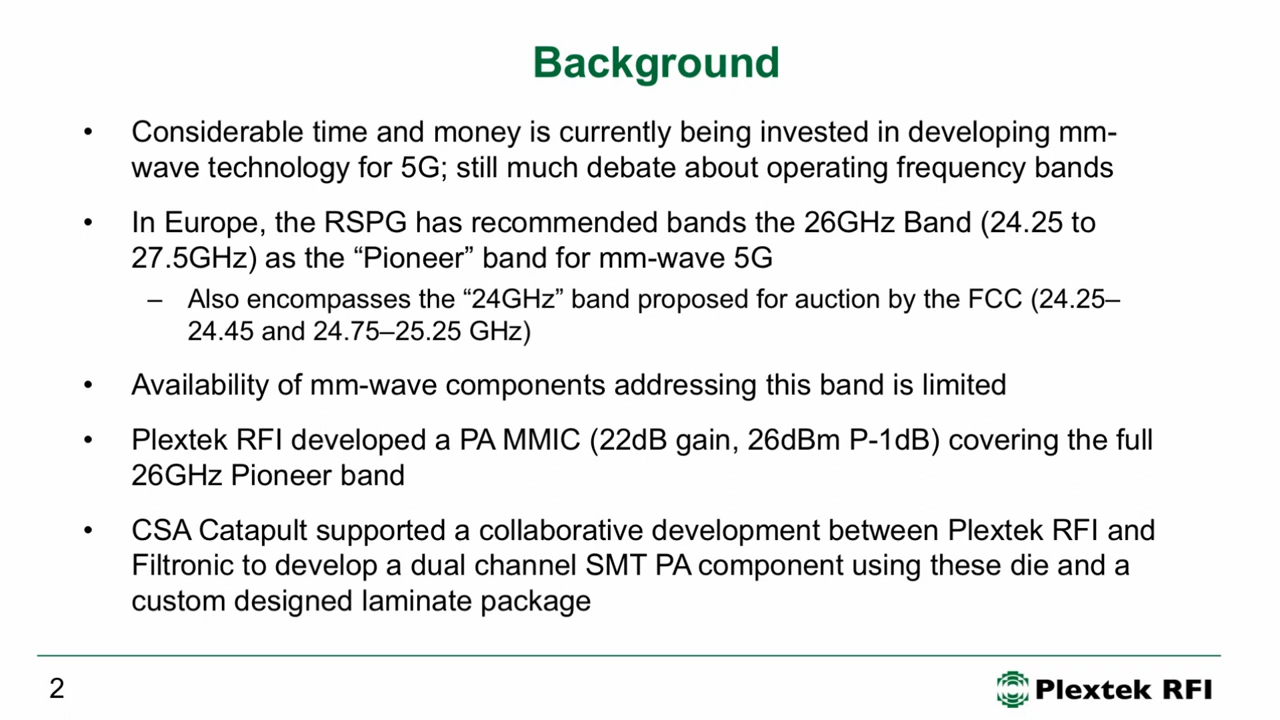 Background
• Considerable time and money is currently being invested in developing mm-
wave technology for 5G; still much debate about operating frequency bands
• In Europe, the RSPG has recommended bands the 26GHz Band (24.25 to
27.5GHz) as the “Pioneer” band for mm-wave 5G
– Also encompasses the “24GHz” band proposed for auction by the FCC (24.25–
24.45 and 24.75–25.25 GHz)
• Availability of mm-wave components addressing this band is limited
• Plextek RFI developed a PA MMIC (22dB gain, 26dBm P-1dB) covering the full
26GHz Pioneer band
• CSA Catapult supported a collaborative development between Plextek RFI and
Filtronic to develop a dual channel SMT PA component using these die and a
custom designed laminate package
2
Plextek RFI